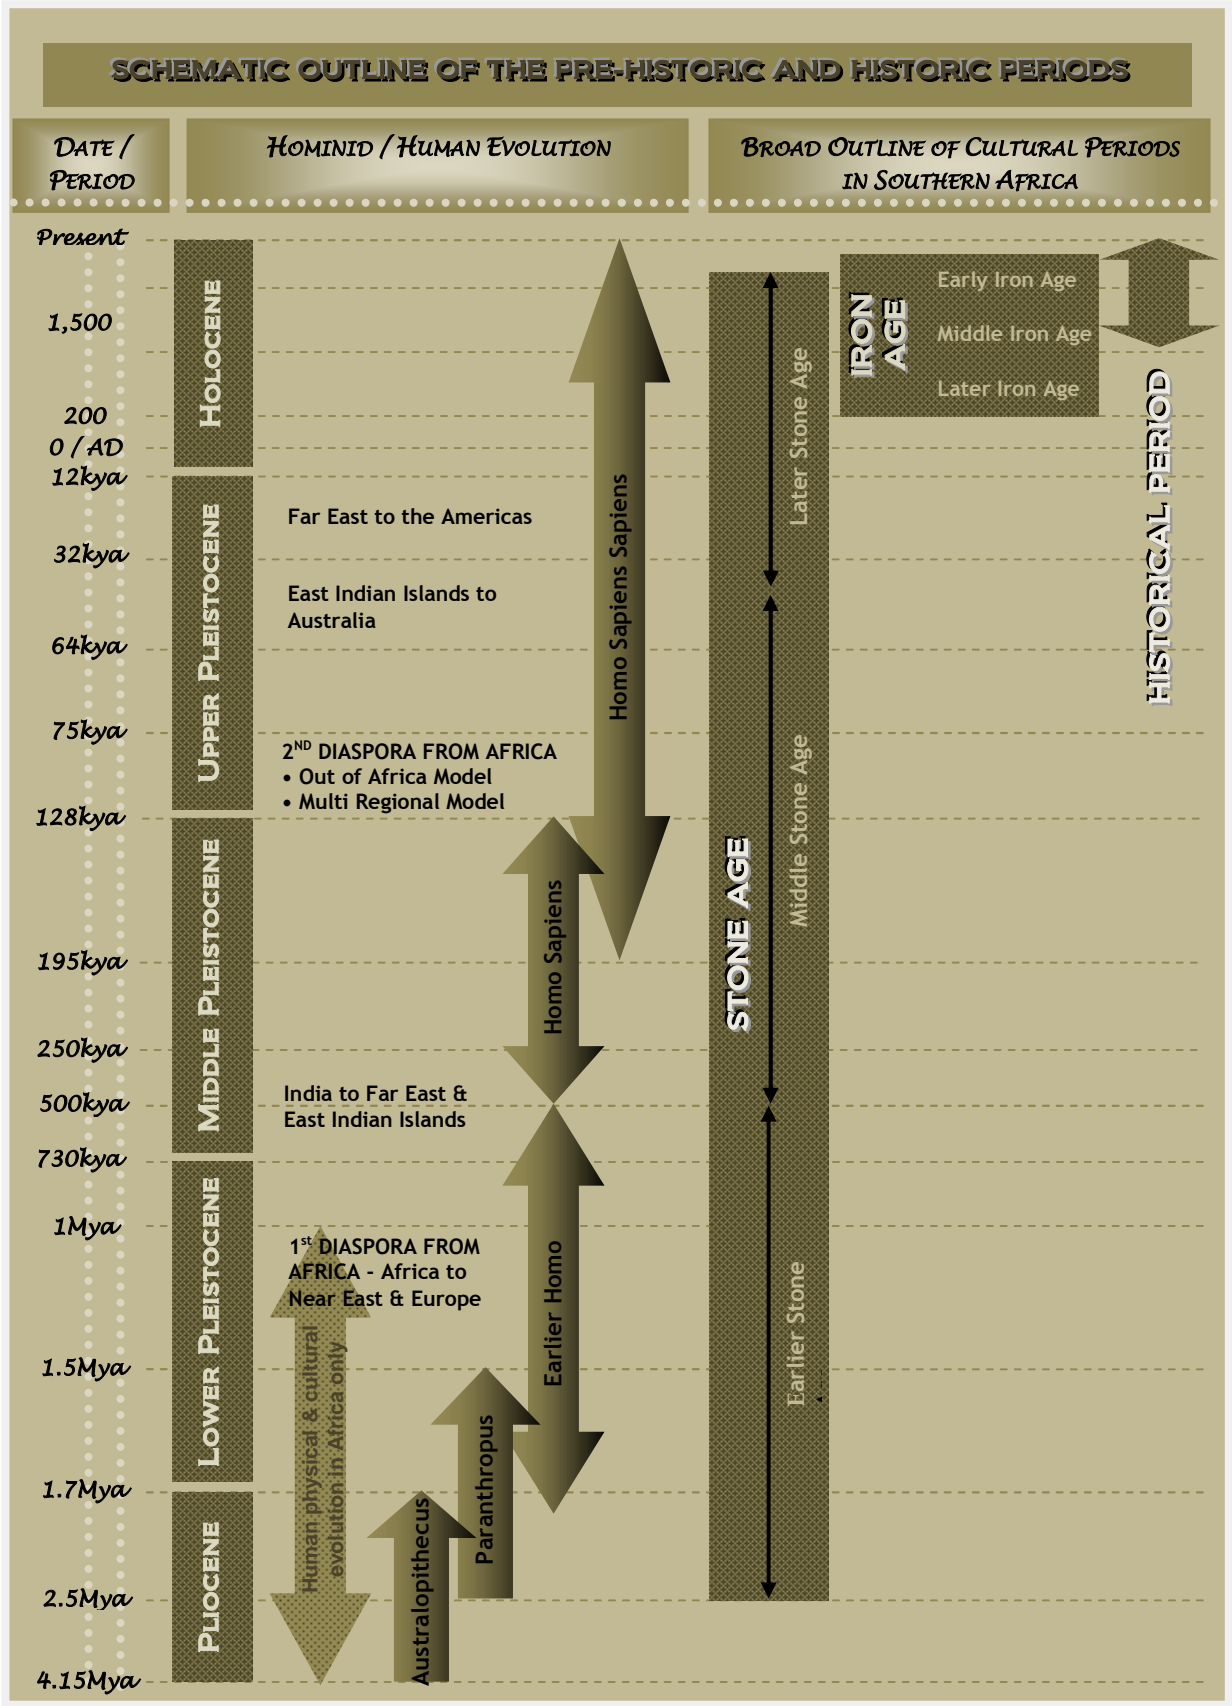 SCHEMATIC OUTLINE OF THE PRE-HISTORIC AND HISTORIC PERIODS
DATE /
PERIOD
HOMINID / HUMAN EVOLUTION
BROAD OUTLINE OF CULTURAL PERIODS
IN SOUTHERN AFRICA
Present
1,500
200
0 / AD
12kya
32kya
64kya
75kya
128kya
195kya
250kya
500kya
730kya
1Mya
1.5Mya
1.7Mya
2.5Mya
4.15Mya
HOLOCENE
UPPER PLEISTOCENE
MIDDLE PLEISTOCENE
LOWER PLEISTOCENE
PLIOCENE
Far East to the Americas
East Indian Islands to
Australia
2ND DIASPORA FROM AFRICA
• Out of Africa Model
• Multi Regional Model
India to Far East &
East Indian Islands
1st DIASPORA FROM
AFRICA - Africa to
Near East & Europe
Human physical & cultural
evolution in Africa only
Australopithecus
Paranthropus
Earlier Homo
Homo Sapiens
Homo Sapiens Sapiens
STONE AGE
Later Stone Age
Middle Stone Age
Earlier Stone
IRON
AGE
Early Iron Age
Middle Iron Age
Later Iron Age
HISTORICAL PERIOD